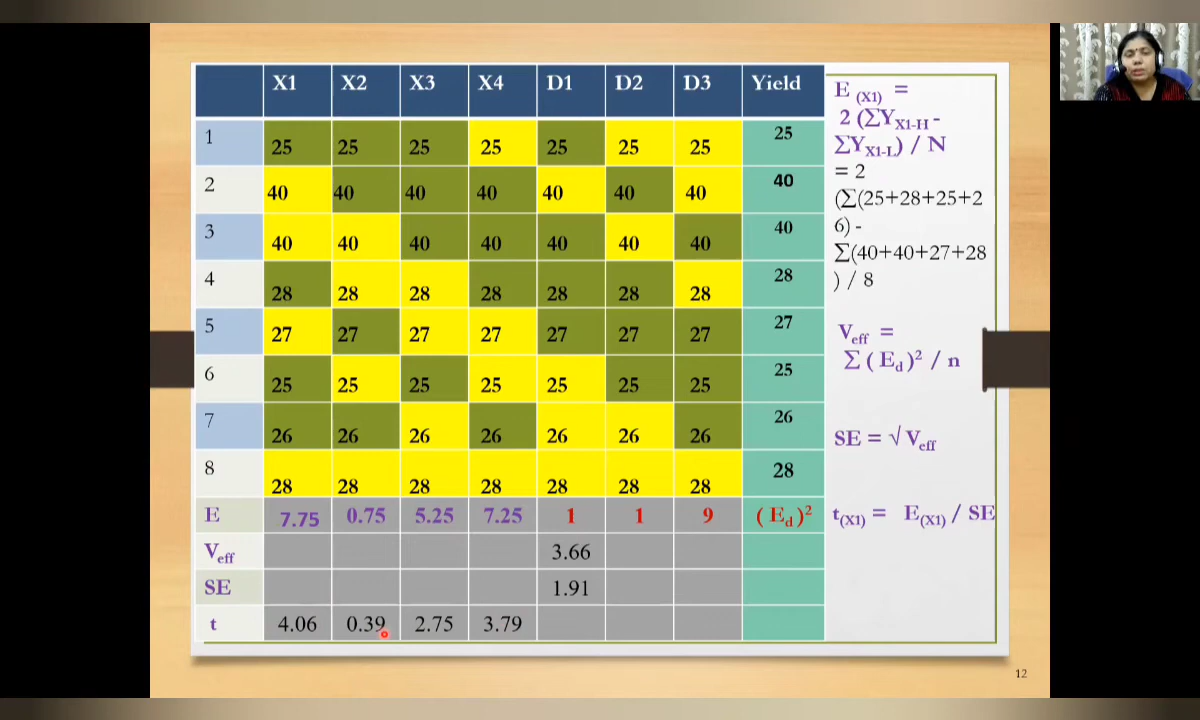 X1 X2 X3 X4 D1 D2 D3 Yield
1 25 25 25 25 25 25 25 25
2 40 40 40 40 40 40 40 40
3 40 40 40 40 40 40 40 40
4 28 28 28 28 28 28 28 28
5 27 27 27 27 27 27 27 27
6 25 25 25 25 25 25 25 25
7 26 26 26 26 26 26 26 26
8 28 28 28 28 28 28 28 28
E 7.75 0.75 5.25 7.25 1 1 9 (Ed)²
Veff 3.66
SE 1.91
t 4.06 0.39 2.75 3.79
E (X1) =
2 (ΣYX1-H -
ΣYX1-L) / N
= 2
(Σ(25+28+25+2
6) -
Σ(40+40+27+28
) / 8
Veff =
Σ ( Ed )² / n
SE = √ Veff
t(X1) = E(X1) / SE
12